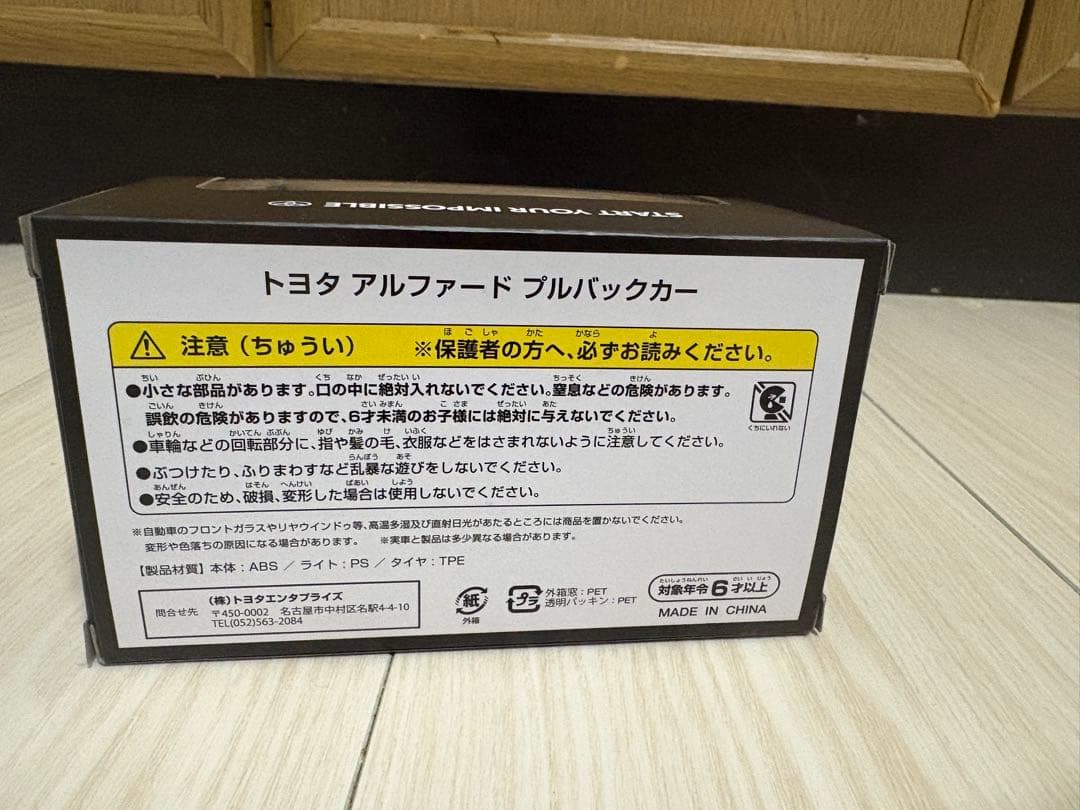 START YOUR IMPOSSIBLE
トヨタ アルファード プルバックカー
注意（ちゅうい） ※保護者の方へ、必ずお読みください。
●小さな部品があります。口の中に絶対入れないでください。窒息などの危険があります。
誤飲の危険がありますので、6才未満のお子様には絶対に与えないでください。
●車輪などの回転部分に、指や髪の毛、衣服などをはさまれないように注意してください。
●ぶつけたり、ふりまわすなど乱暴な遊びをしないでください。
●安全のため、破損、変形した場合は使用しないでください。
くちにいれない
※自動車のフロントガラスやリヤウインドゥ等、高温多湿及び直射日光があたるところには商品を置かないでください。
変形や色落ちの原因になる場合があります。 ※実車と製品は多少異なる場合があります。
【製品材質】本体：ABS ／ ライト：PS ／ タイヤ：TPE
問合せ先
（株）トヨタエンタプライズ
〒450-0002 名古屋市中村区名駅4-4-10
TEL(052)563-2084
紙
外箱
プラ
外箱窓：PET
透明パッキン：PET
対象年令6才以上
MADE IN CHINA